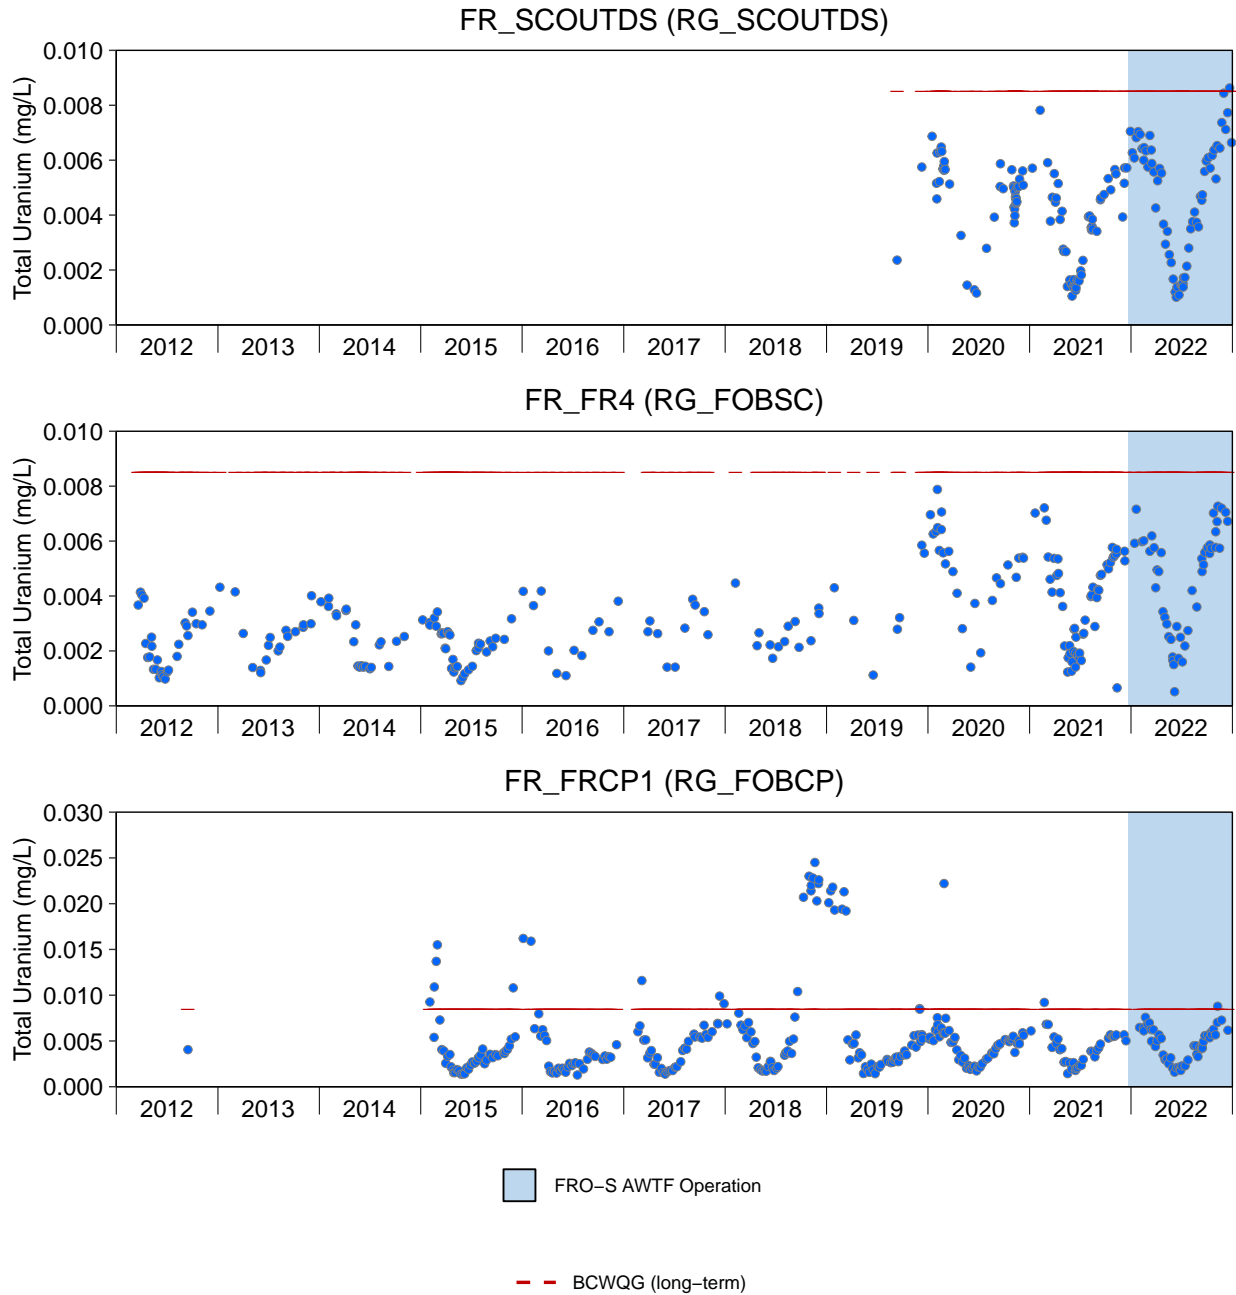 FR_SCOUTDS (RG_SCOUTDS)
Total Uranium (mg/L)
0.010
0.008
0.006
0.004
0.002
0.000
2012 2013 2014 2015 2016 2017 2018 2019 2020 2021 2022
FR_FR4 (RG_FOBSC)
Total Uranium (mg/L)
0.010
0.008
0.006
0.004
0.002
0.000
2012 2013 2014 2015 2016 2017 2018 2019 2020 2021 2022
FR_FRCP1 (RG_FOBCP)
Total Uranium (mg/L)
0.030
0.025
0.020
0.015
0.010
0.005
0.000
2012 2013 2014 2015 2016 2017 2018 2019 2020 2021 2022
FRO−S AWTF Operation
BCWQG (long−term)